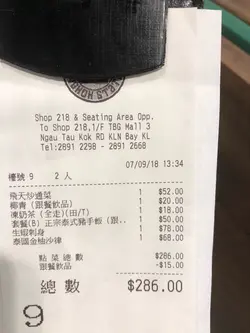 Shop 218 & Seating Area Opp.
To Shop 218,1/F TBG Mall 3
Ngau Tau Kok RD KLN Bay KL
Tel:2891 2298 - 2891 2668
07/09/18 13:34
檯號 9 2 人
飛天炒通菜 1 $52.00
椰青 (跟餐飲品) 1 $20.00
凍奶茶 (全走)(田/T) 1 $18.00
套餐(B) 正宗泰式豬手飯 (跟.. 1 $50.00
生蝦刺身 1 $78.00
泰國金柚沙律 1 $68.00
點菜總數 $286.00
跟餐飲品 -$15.00
總數 $286.00
9